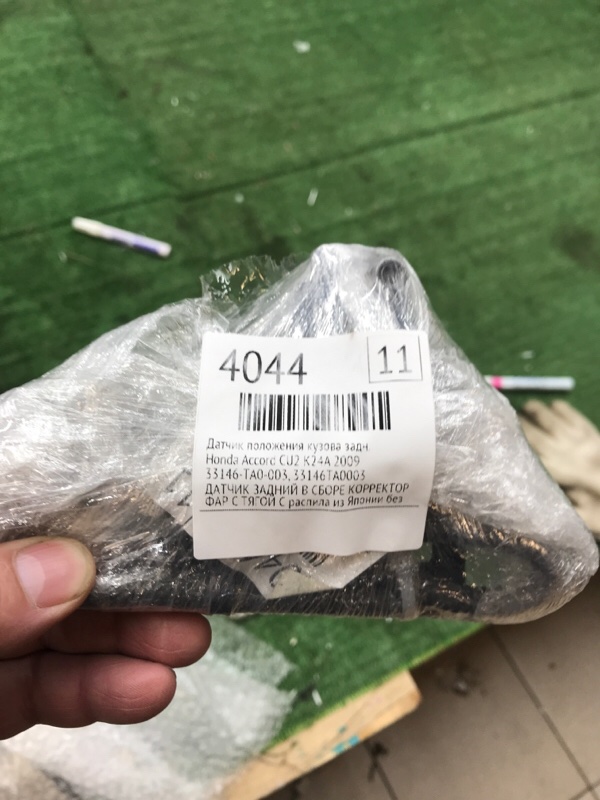 4044
11
Датчик положения кузова задн.
Honda Accord CU2 K24A 2009
33146-TA0-003, 33146TA0003
ДАТЧИК ЗАДНИЙ В СБОРЕ КОРРЕКТОР
ФАР С ТЯГОЙ С распила из Японии без